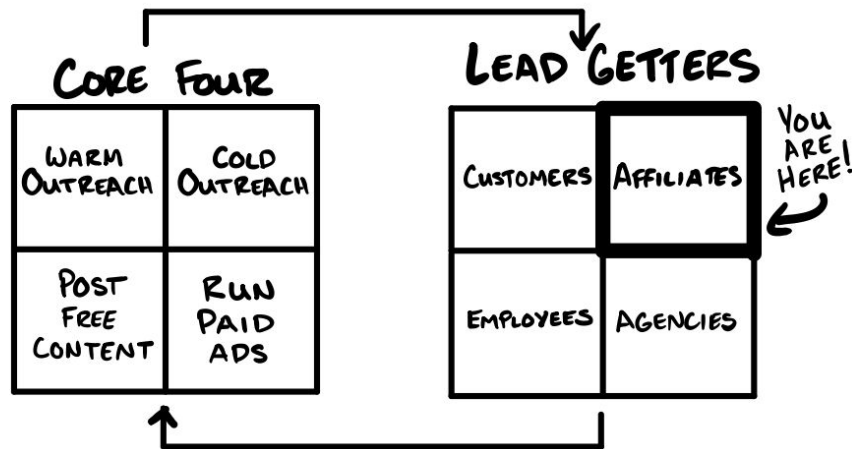 CORE FOUR
WARM
OUTREACH
COLD
OUTREACH
POST
FREE
CONTENT
RUN
PAID
ADS
LEAD GETTERS
CUSTOMERS
AFFILIATES
EMPLOYEES
AGENCIES
YOU
ARE
HERE!